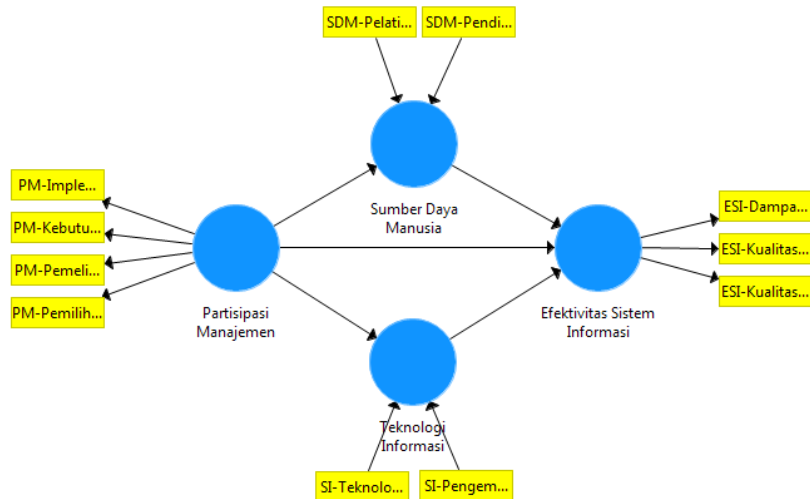 SDM-Pelati...
SDM-Pendi...
PM-Imple...
PM-Kebutu...
PM-Pemeli...
PM-Pemilih...
Sumber Daya
Manusia
Partisipasi
Manajemen
Efektivitas Sistem
Informasi
ESI-Dampa...
ESI-Kualitas...
ESI-Kualitas...
Teknologi
Informasi
SI-Teknolo...
SI-Pengem...